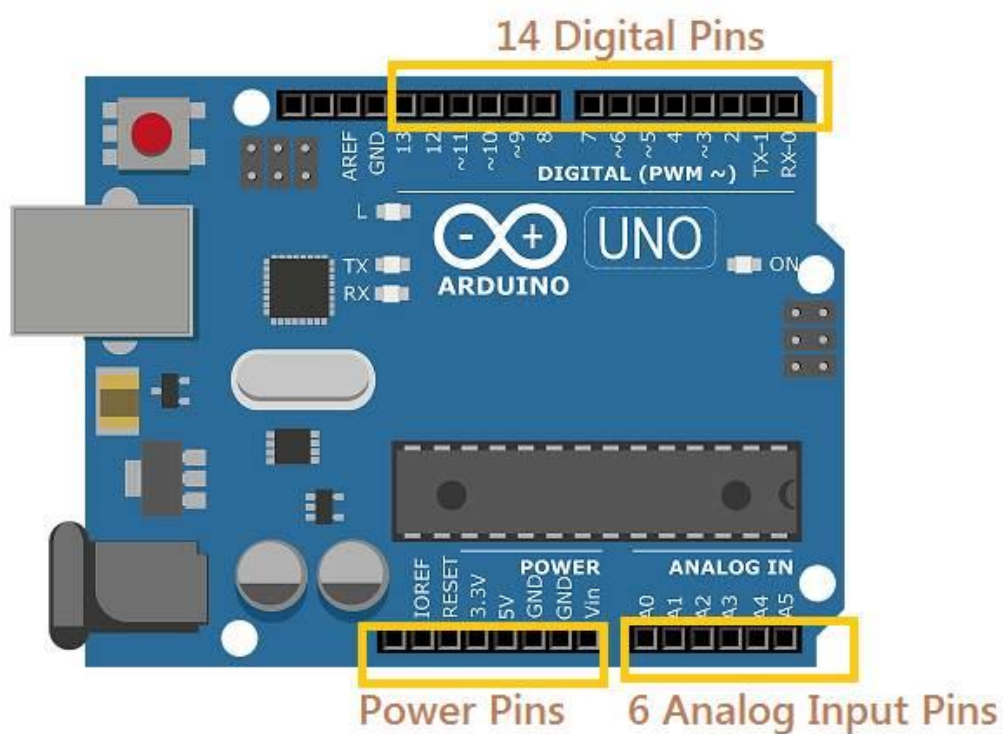 14 Digital Pins
AREF
GND
13
12
~11
~10
~9
8
7
~6
~5
4
~3
2
TX-1
RX-0
DIGITAL (PWM ~)
L
TX
RX
ARDUINO
UNO
ON
POWER
ANALOG IN
IOREF
RESET
3.3V
5V
GND
GND
Vin
A0
A1
A2
A3
A4
A5
Power Pins
6 Analog Input Pins